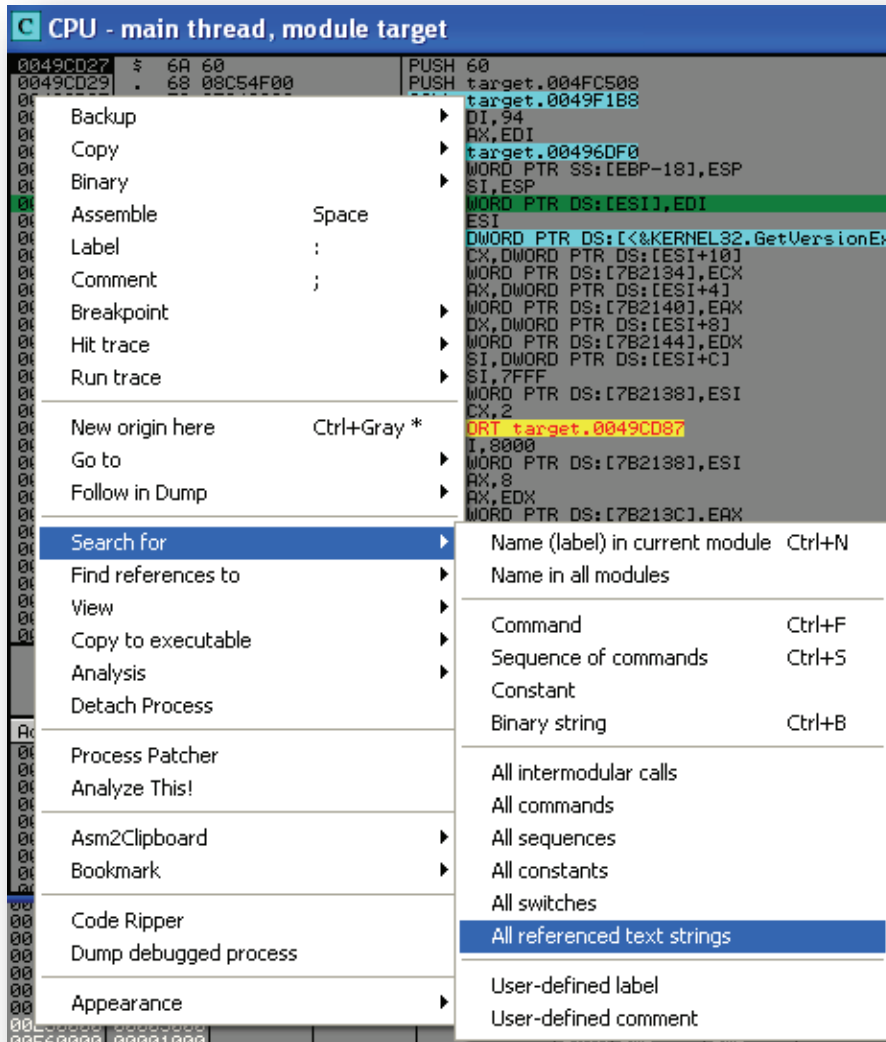 C CPU - main thread, module target
0049CD27 $ 6A 60 PUSH 60
0049CD29 . 68 08C54F00 PUSH target.004FC508
target.0049F1B8
DI,94
AX,EDI
target.00496DF0
WORD PTR SS:[EBP-18],ESP
SI,ESP
WORD PTR DS:[ESI],EDI
ESI
DWORD PTR DS:[<&KERNEL32.GetVersionEx
CX,DWORD PTR DS:[ESI+10]
WORD PTR DS:[7B2134],ECX
AX,DWORD PTR DS:[ESI+4]
WORD PTR DS:[7B2140],EAX
DX,DWORD PTR DS:[ESI+8]
WORD PTR DS:[7B2144],EDX
SI,DWORD PTR DS:[ESI+C]
SI,7FFF
WORD PTR DS:[7B2138],ESI
CX,2
ORT target.0049CD87
I,8000
WORD PTR DS:[7B2138],ESI
AX,8
AX,EDX
WORD PTR DS:[7B213C],EAX
Backup
Copy
Binary
Assemble Space
Label :
Comment ;
Breakpoint
Hit trace
Run trace
New origin here Ctrl+Gray *
Go to
Follow in Dump
Search for
Find references to
View
Copy to executable
Analysis
Detach Process
Process Patcher
Analyze This!
Asm2Clipboard
Bookmark
Code Ripper
Dump debugged process
Appearance
Name (label) in current module Ctrl+N
Name in all modules
Command Ctrl+F
Sequence of commands Ctrl+S
Constant
Binary string Ctrl+B
All intermodular calls
All commands
All sequences
All constants
All switches
All referenced text strings
User-defined label
User-defined comment